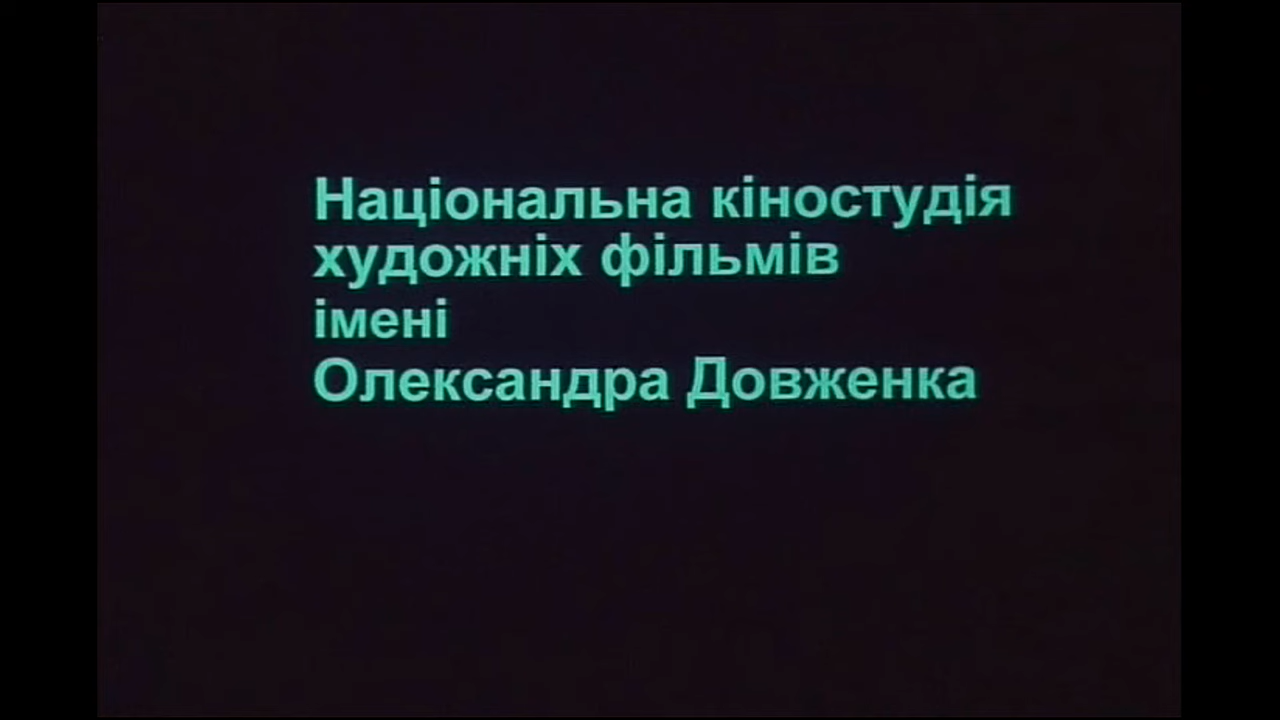 Національна кіностудія
художніх фільмів
імені
Олександра Довженка